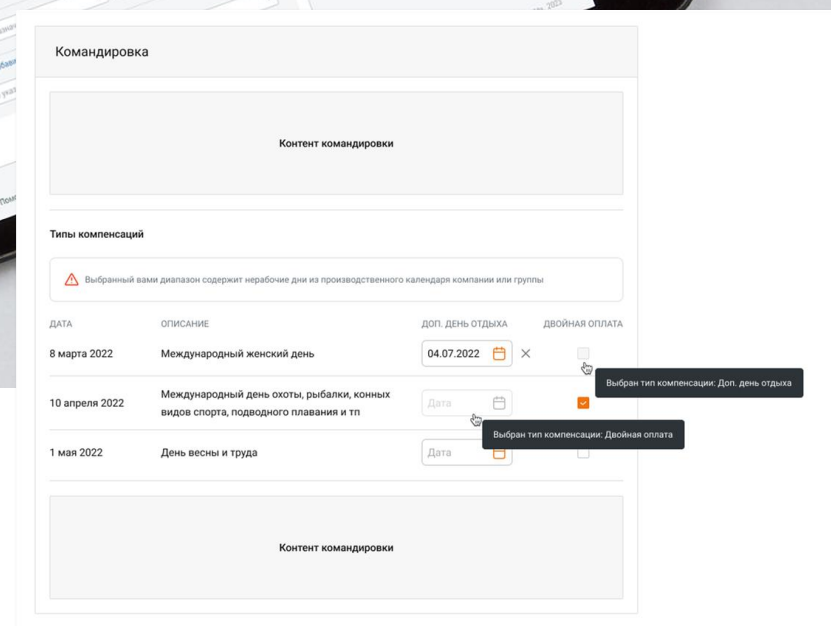 Командировка
Контент командировки
Типы компенсаций
Выбранный вами диапазон содержит нерабочие дни из производственного календаря компании или группы
ДАТА ОПИСАНИЕ ДОП. ДЕНЬ ОТДЫХА ДВОЙНАЯ ОПЛАТА
8 марта 2022 Международный женский день 04.07.2022
Выбран тип компенсации: Доп. день отдыха
10 апреля 2022 Международный день охоты, рыбалки, конных Дата
видов спорта, подводного плавания и тп
Выбран тип компенсации: Двойная оплата
1 мая 2022 День весны и труда Дата
Контент командировки